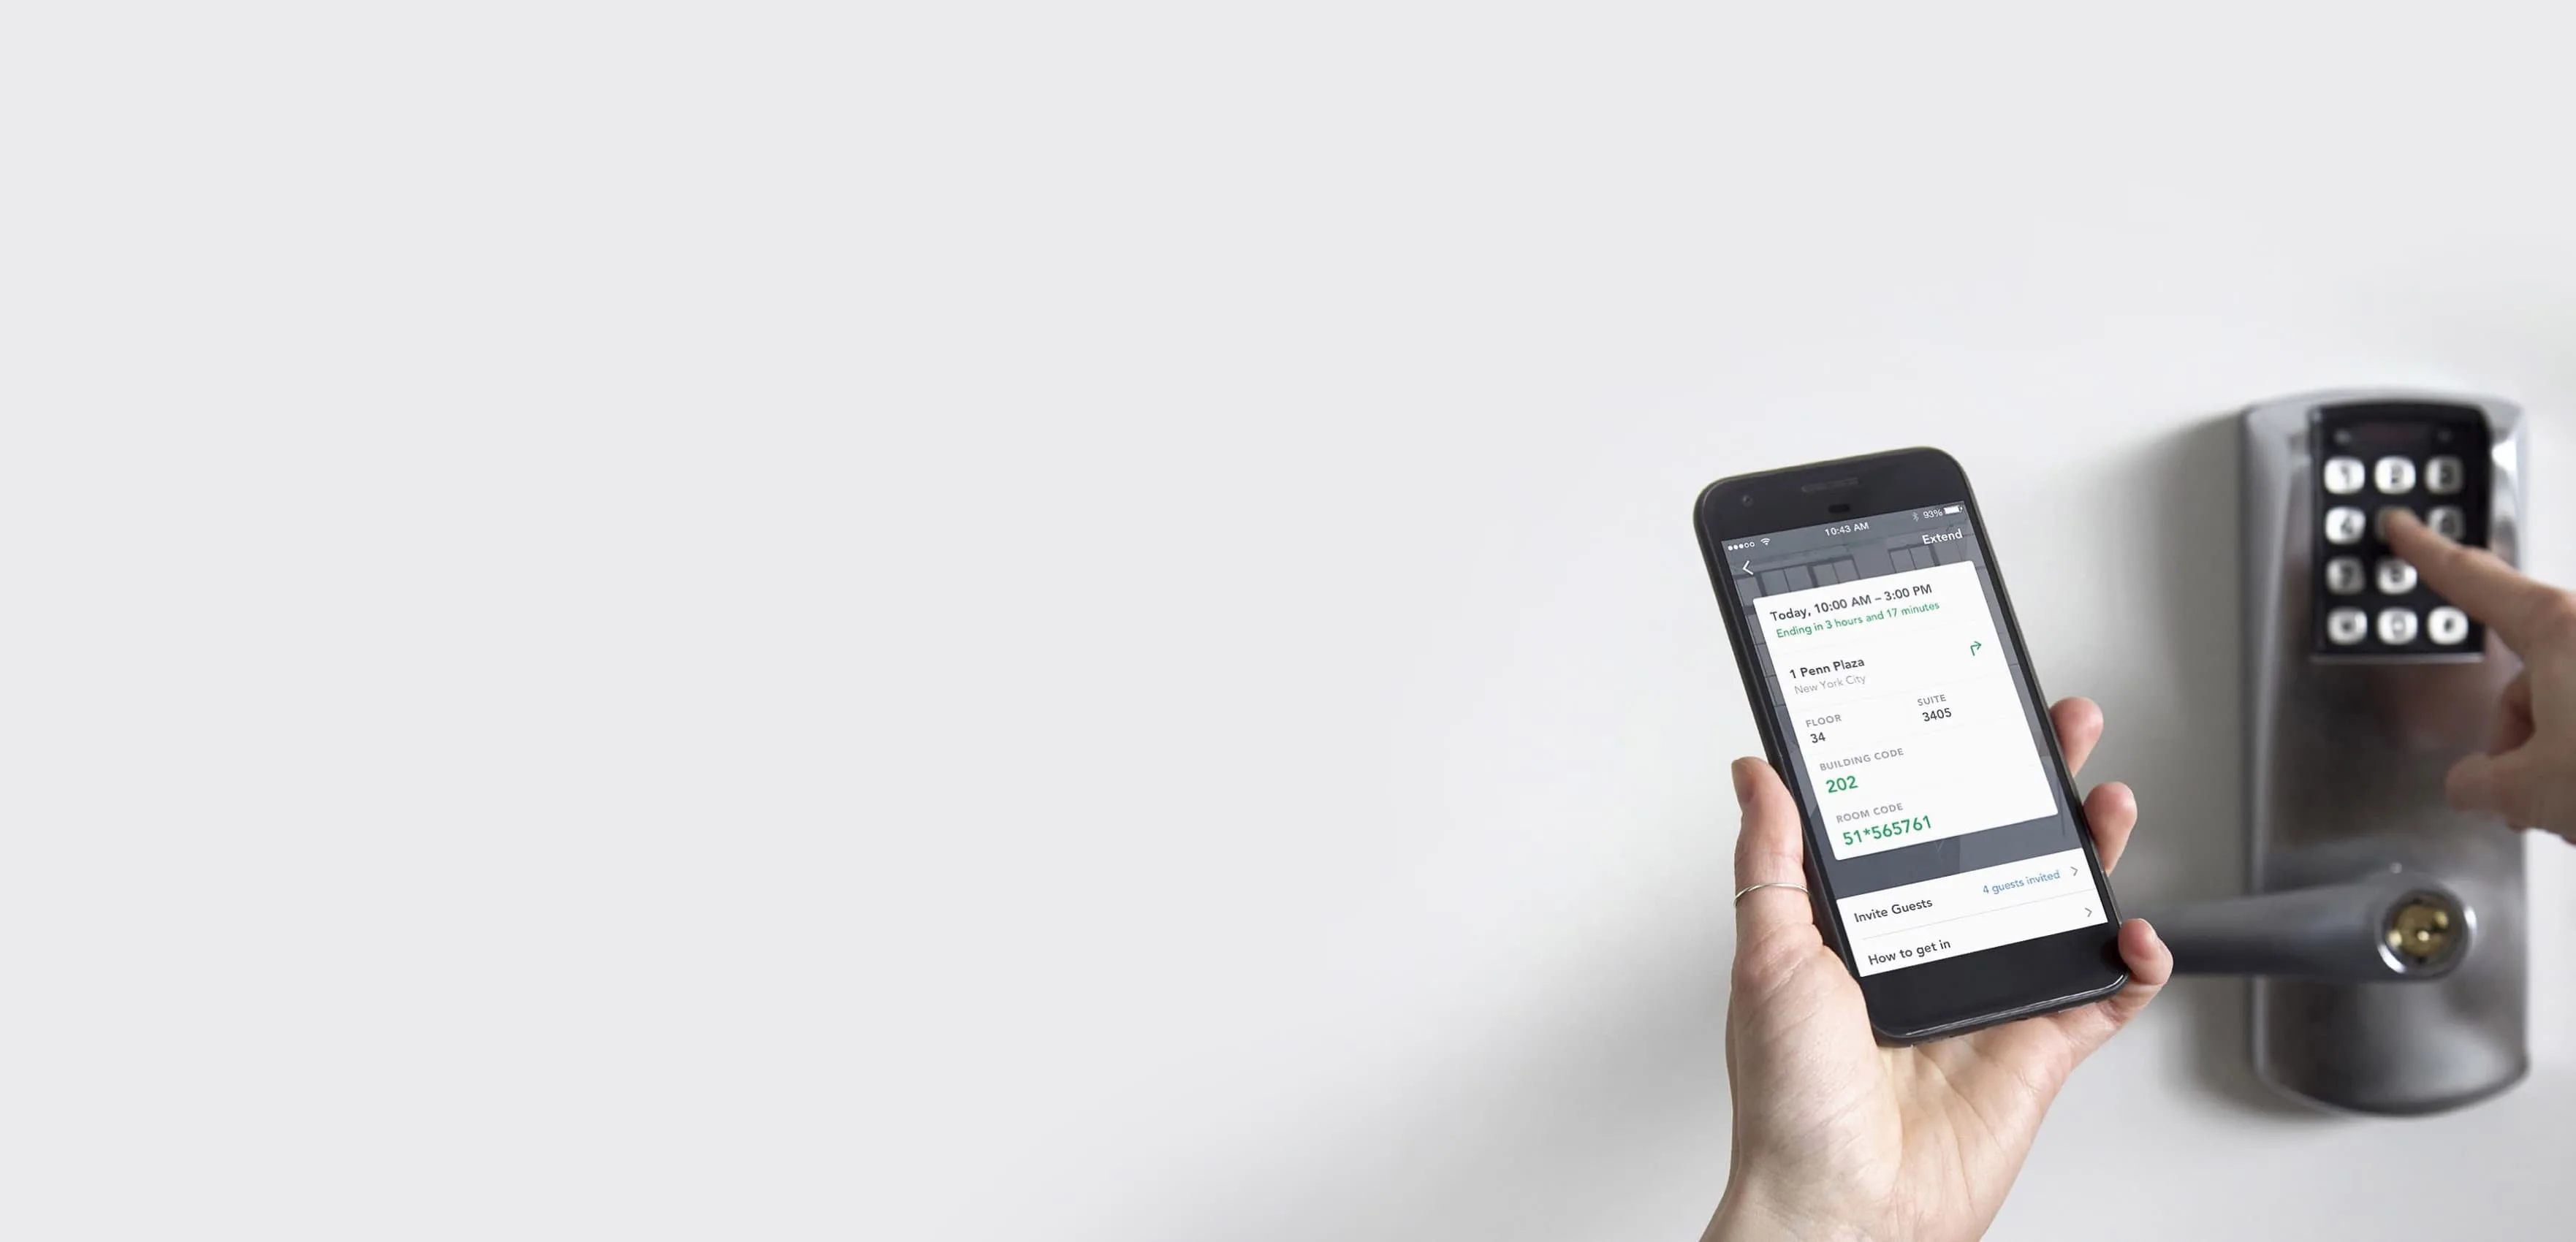 10:43 AM
93%
Extend
Today, 10:00 AM – 3:00 PM
Ending in 3 hours and 17 minutes
1 Penn Plaza
New York City
FLOOR
34
SUITE
3405
BUILDING CODE
202
ROOM CODE
51*565761
Invite Guests
4 guests invited
How to get in